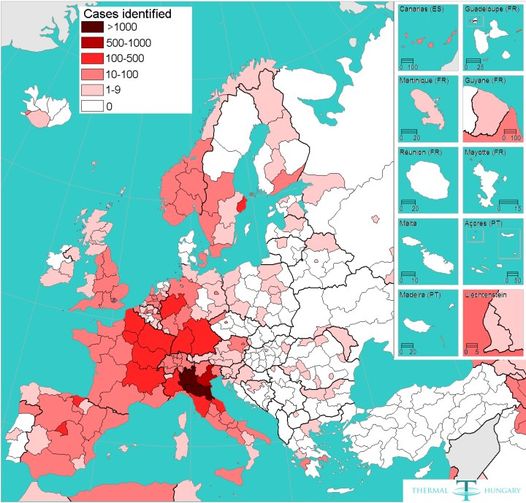 Cases identified
>1000
500-1000
100-500
10-100
1-9
0
Canarias (ES)
0 100
Guadeloupe (FR)
0 25
Martinique (FR)
0 20
Guyane (FR)
0 100
Réunion (FR)
0 20
Mayotte (FR)
0 15
Malta
0 10
Açores (PT)
0 50
Madeira (PT)
0 20
Liechtenstein
0 5
THERMAL T HUNGARY